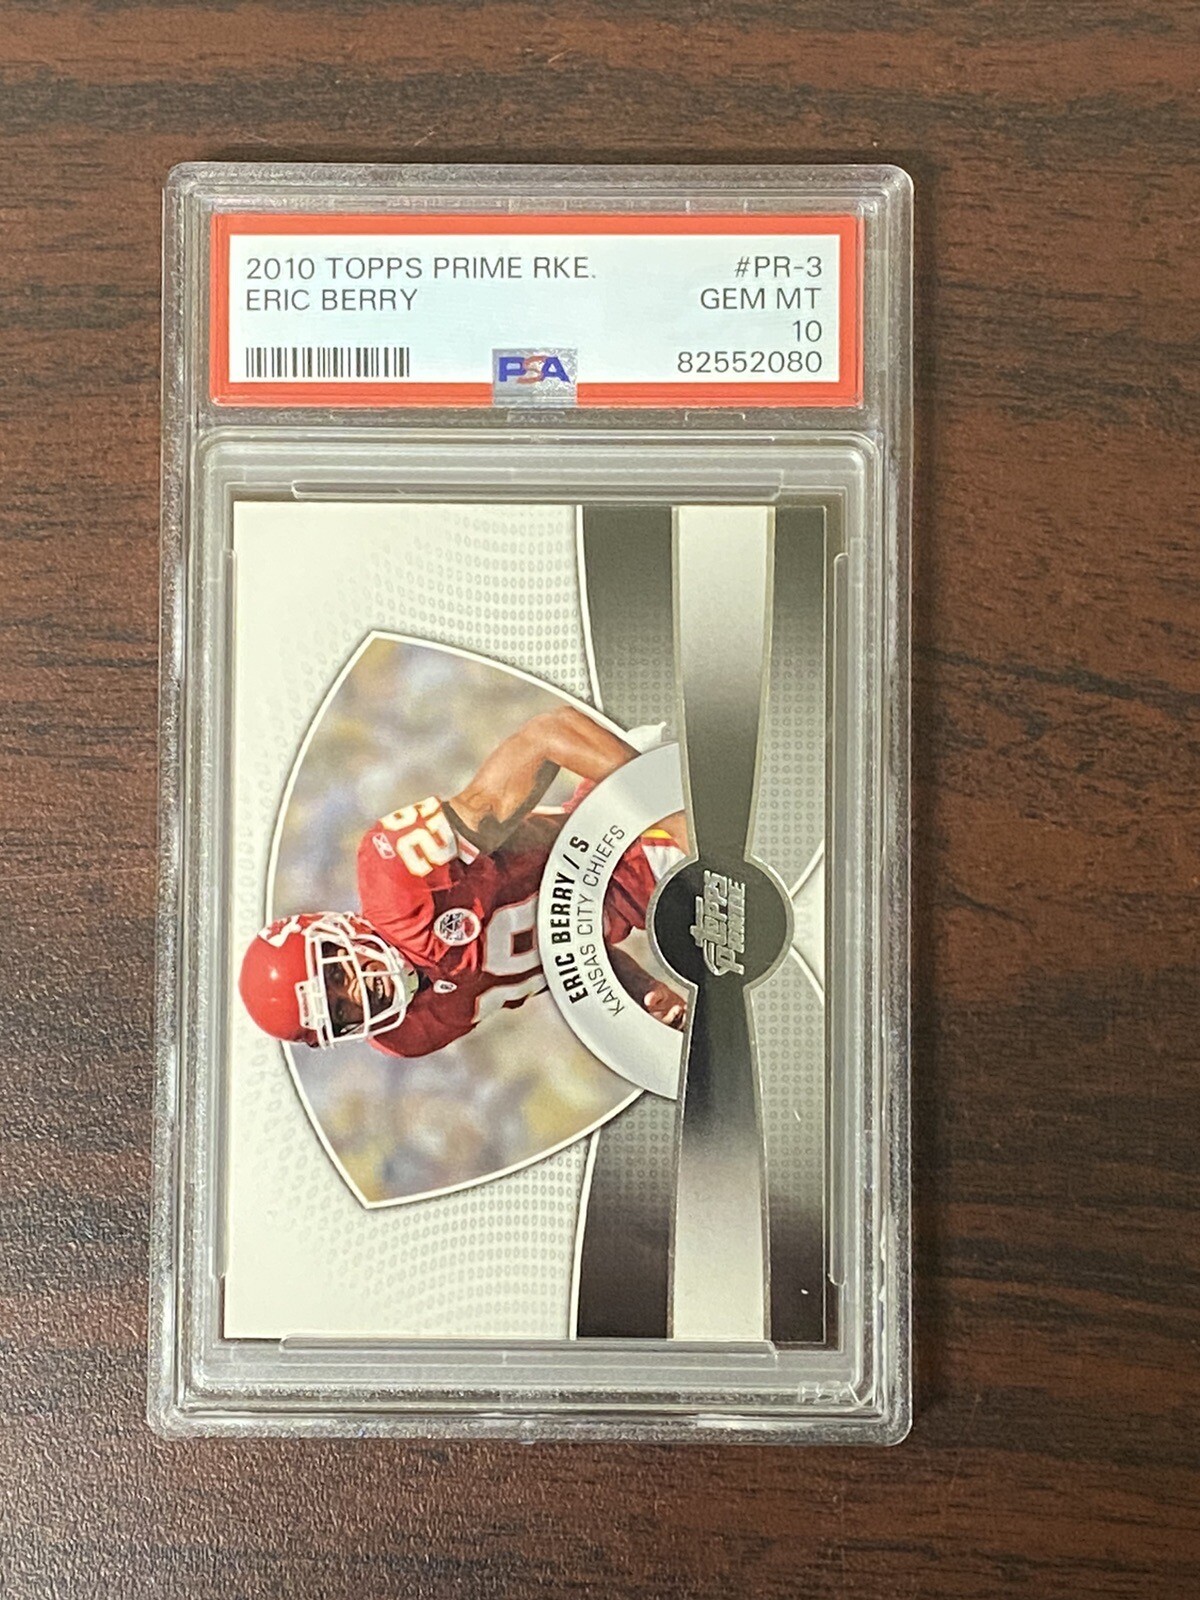 2010 TOPPS PRIME RKE. #PR-3
ERIC BERRY GEM MT
10
82552080
PSA
ERIC BERRY / S
KANSAS CITY CHIEFS
TOPPS
PRIME